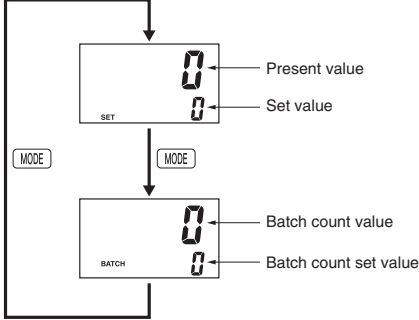 0
Present value
0
Set value
SET
MODE
MODE
0
Batch count value
0
Batch count set value
BATCH